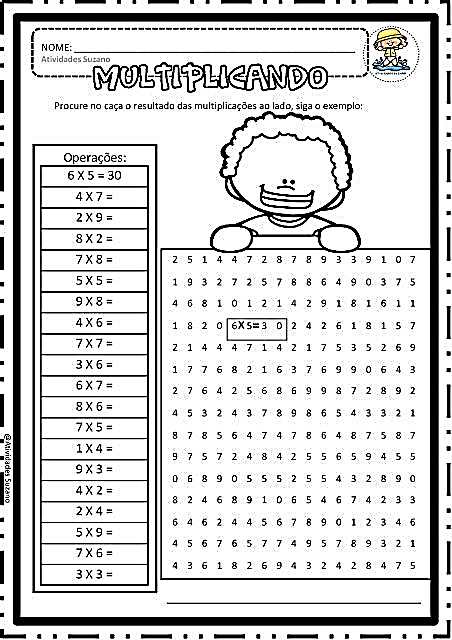 NOME:
Atividades Suzano
MULTIPLICANDO
Procure no caça o resultado das multiplicações ao lado, siga o exemplo:
Operações:
6 X 5 = 30
4 X 7 =
2 X 9 =
8 X 2 =
7 X 8 =
5 X 5 =
9 X 8 =
4 X 6 =
7 X 7 =
3 X 6 =
6 X 7 =
8 X 6 =
7 X 5 =
1 X 4 =
9 X 3 =
4 X 2 =
2 X 4 =
5 X 9 =
7 X 6 =
3 X 3 =
2 5 1 4 4 7 2 8 7 8 9 3 3 9 1 0 7
1 9 3 2 7 2 5 7 8 8 6 4 9 0 3 7 5
4 6 8 1 0 1 2 1 4 2 9 1 8 1 6 1 1
1 8 2 0 6X5=3 0 2 4 2 6 1 8 1 5 7
2 1 4 4 4 7 1 4 2 1 7 5 3 5 2 6 9
1 7 7 6 8 2 1 6 3 7 6 9 9 0 6 4 3
2 7 6 4 2 5 6 8 6 9 9 8 7 2 8 9 2
4 5 3 2 4 3 7 8 9 8 6 5 4 3 3 2 1
8 7 8 5 6 4 7 4 7 8 6 4 8 7 5 8 7
9 7 5 7 2 4 8 4 2 5 5 6 5 9 4 5 5
0 6 8 9 0 5 5 5 2 5 5 4 3 2 8 9 0
8 2 4 6 8 9 1 0 6 5 4 6 7 4 2 3 3
6 4 6 2 4 4 5 6 7 8 9 0 1 2 3 4 6
4 5 6 7 6 5 7 7 4 9 5 7 8 9 3 2 1
4 3 6 1 8 2 6 9 4 3 2 4 2 8 4 7 5
@Atividades Suzano